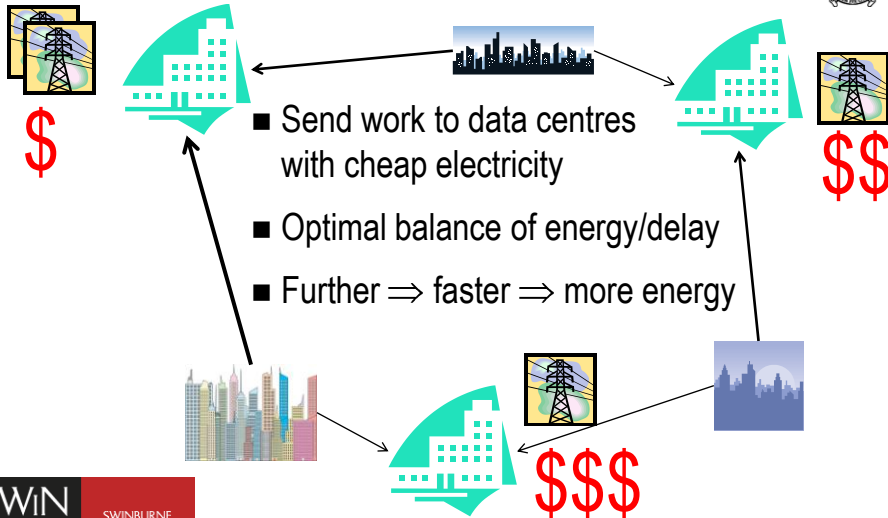 $
$$
■ Send work to data centres
with cheap electricity
■ Optimal balance of energy/delay
■ Further ⇒ faster ⇒ more energy
$$$
WiN
SWINBURNE